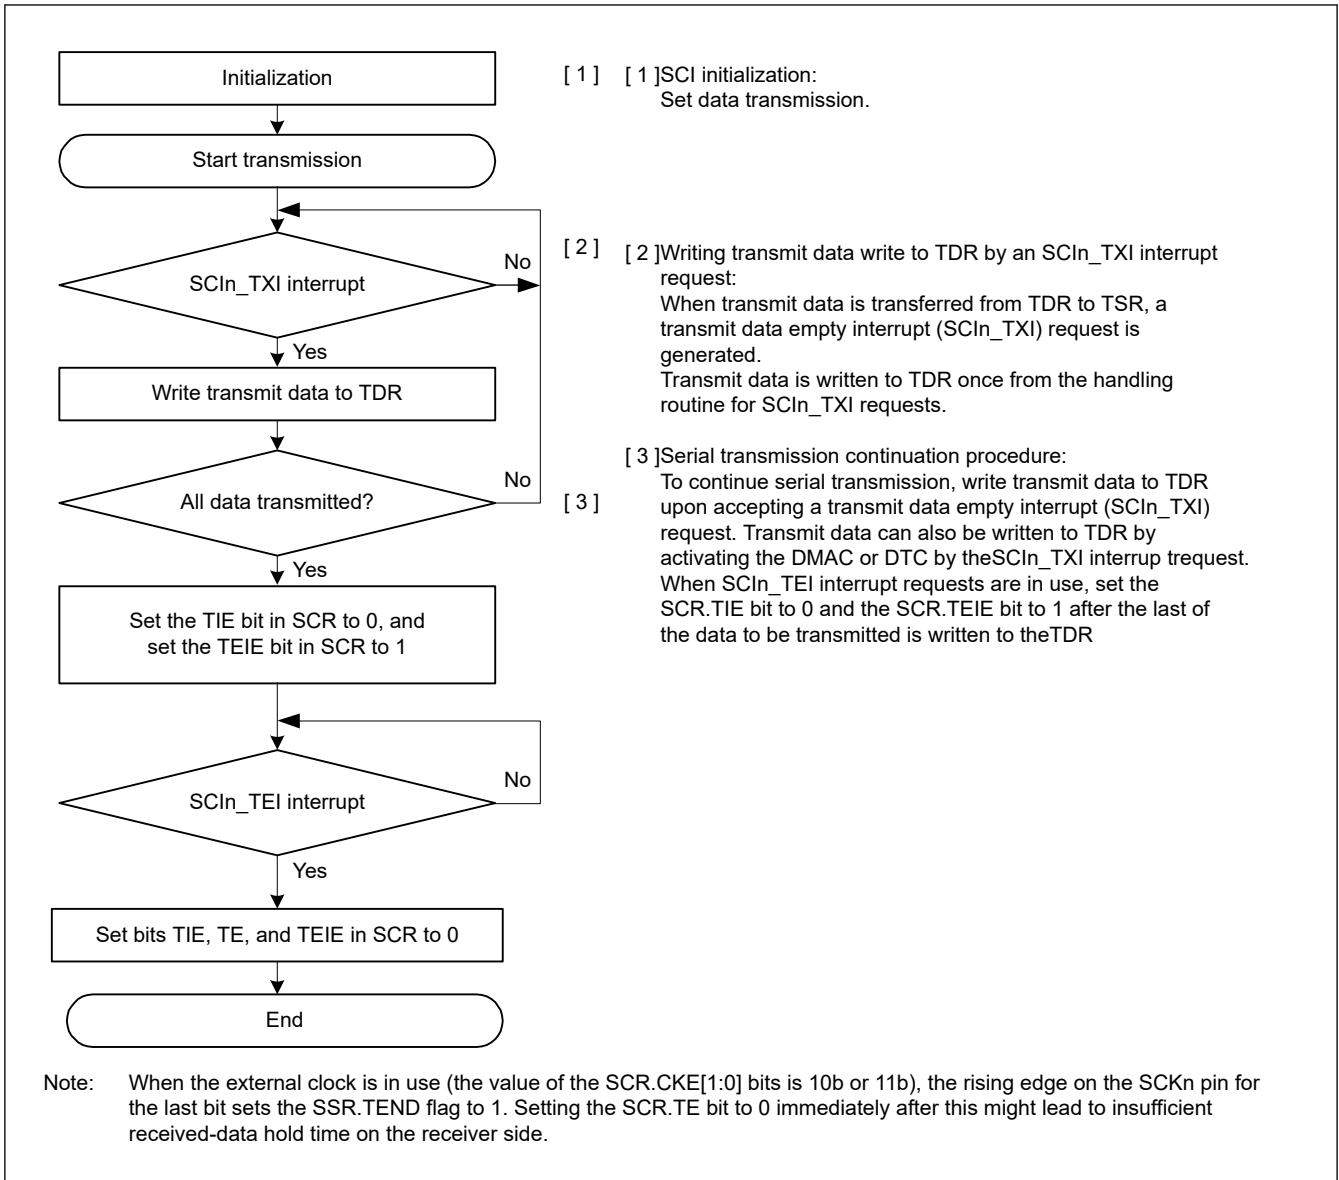 Initialization
[ 1 ]
[ 1 ]SCI initialization:
Set data transmission.
Start transmission
SCIn_TXI interrupt
No
Yes
[ 2 ]
[ 2 ]Writing transmit data write to TDR by an SCIn_TXI interrupt
request:
When transmit data is transferred from TDR to TSR, a
transmit data empty interrupt (SCIn_TXI) request is
generated.
Transmit data is written to TDR once from the handling
routine for SCIn_TXI requests.
Write transmit data to TDR
All data transmitted?
No
Yes
[ 3 ]
[ 3 ]Serial transmission continuation procedure:
To continue serial transmission, write transmit data to TDR
upon accepting a transmit data empty interrupt (SCIn_TXI)
request. Transmit data can also be written to TDR by
activating the DMAC or DTC by theSCIn_TXI interrup trequest.
When SCIn_TEI interrupt requests are in use, set the
SCR.TIE bit to 0 and the SCR.TEIE bit to 1 after the last of
the data to be transmitted is written to theTDR
Set the TIE bit in SCR to 0, and
set the TEIE bit in SCR to 1
SCIn_TEI interrupt
No
Yes
Set bits TIE, TE, and TEIE in SCR to 0
End
Note: When the external clock is in use (the value of the SCR.CKE[1:0] bits is 10b or 11b), the rising edge on the SCKn pin for
the last bit sets the SSR.TEND flag to 1. Setting the SCR.TE bit to 0 immediately after this might lead to insufficient
received-data hold time on the receiver side.